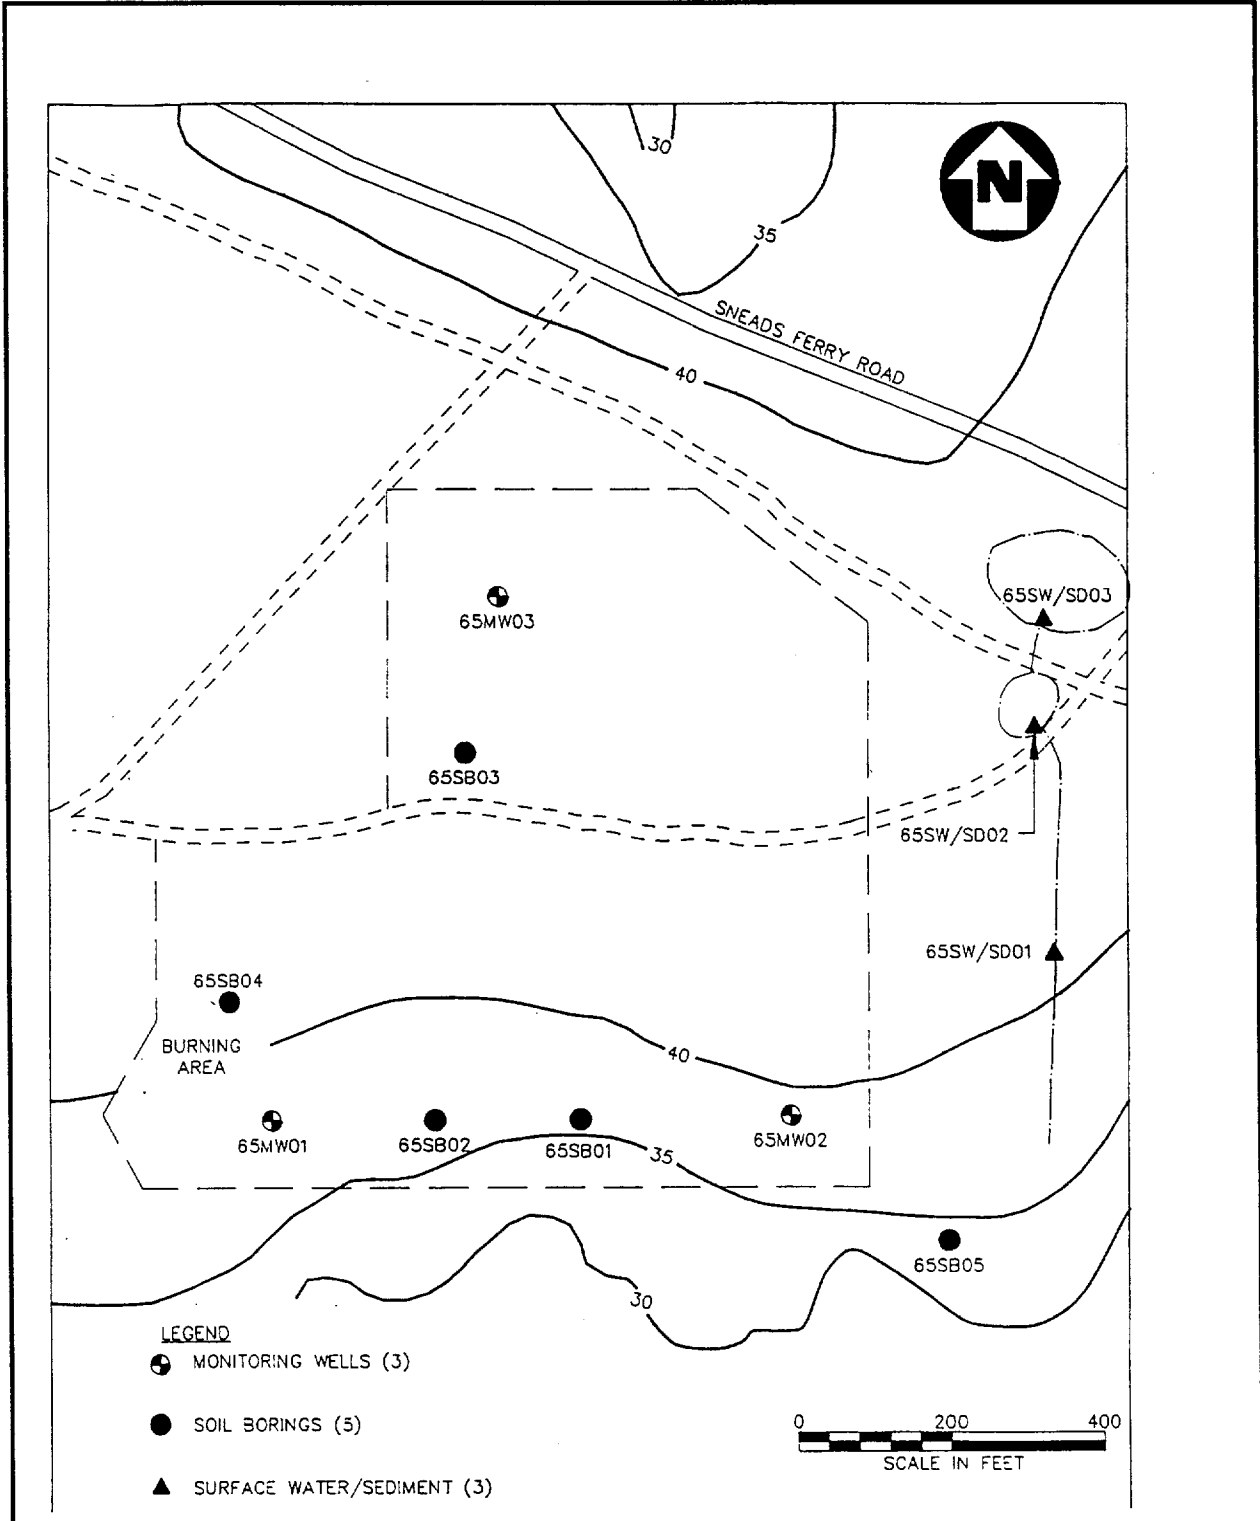 30
N
35
SNEADS FERRY ROAD
40
65SW/SD03
65MW03
65SB03
65SW/SD02
65SW/SD01
65SB04
BURNING
AREA
40
65MW01
65SB02
65SB01
65MW02
35
65SB05
30
LEGEND
MONITORING WELLS (3)
SOIL BORINGS (5)
SURFACE WATER/SEDIMENT (3)
0 200 400
SCALE IN FEET